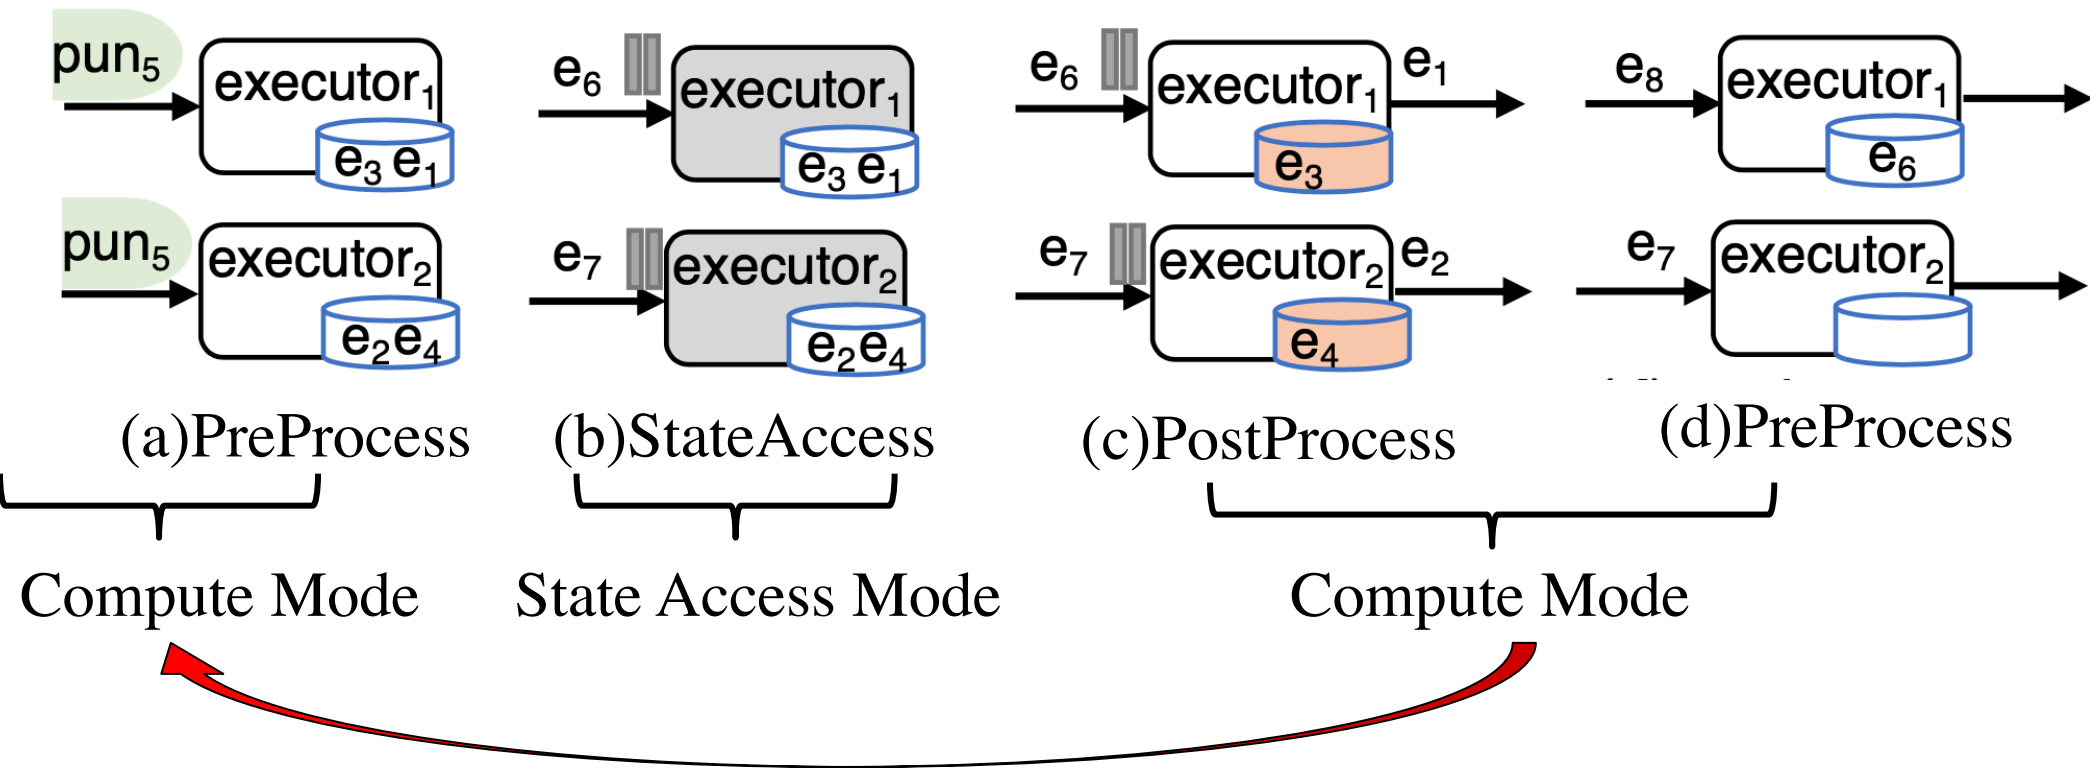 pun₅
executor₁
e₃ e₁
pun₅
executor₂
e₂e₄
(a)PreProcess
e₆
executor₁
e₃ e₁
e₇
executor₂
e₂e₄
(b)StateAccess
e₆
executor₁
e₁
e₃
e₇
executor₂
e₂
e₄
(c)PostProcess
e₈
executor₁
e₆
e₇
executor₂
(d)PreProcess
Compute Mode
State Access Mode
Compute Mode